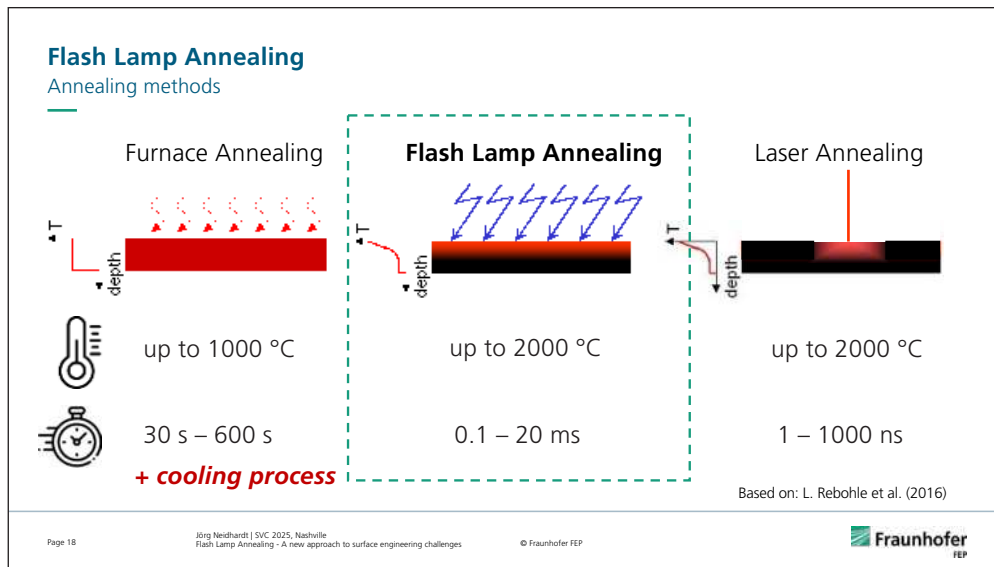 Flash Lamp Annealing
Annealing methods
Furnace Annealing
Flash Lamp Annealing
Laser Annealing
T
depth
T
depth
T
depth
up to 1000 °C
up to 2000 °C
up to 2000 °C
30 s – 600 s
0.1 – 20 ms
1 – 1000 ns
+ cooling process
Based on: L. Rebohle et al. (2016)
Page 18
Jörg Neidhardt | SVC 2025, Nashville
Flash Lamp Annealing - A new approach to surface engineering challenges
© Fraunhofer FEP
Fraunhofer
FEP